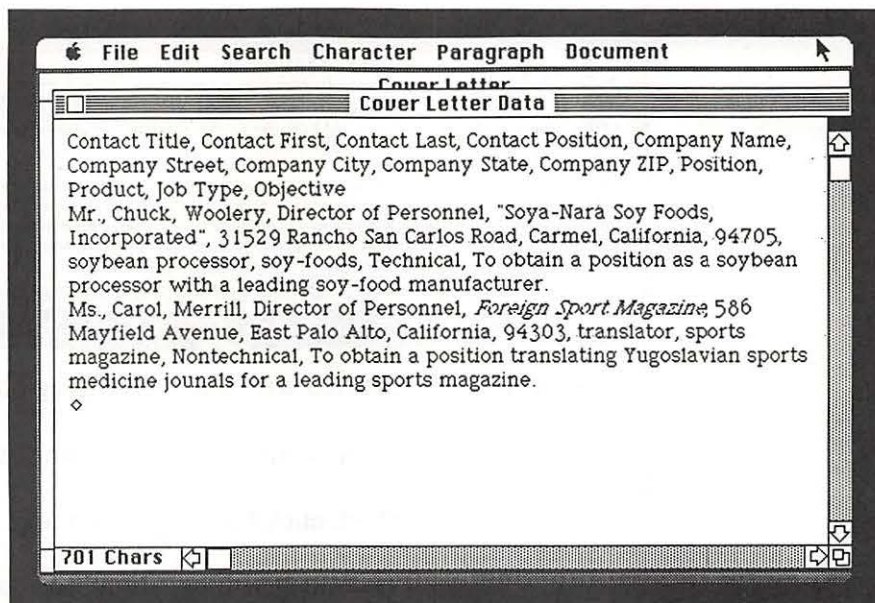 File Edit Search Character Paragraph Document
Cover Letter
Cover Letter Data
Contact Title, Contact First, Contact Last, Contact Position, Company Name,
Company Street, Company City, Company State, Company ZIP, Position,
Product, Job Type, Objective
Mr., Chuck, Woolery, Director of Personnel, "Soya-Nara Soy Foods,
Incorporated", 31529 Rancho San Carlos Road, Carmel, California, 94705,
soybean processor, soy-foods, Technical, To obtain a position as a soybean
processor with a leading soy-food manufacturer.
Ms., Carol, Merrill, Director of Personnel, Foreign Sport Magazine, 586
Mayfield Avenue, East Palo Alto, California, 94303, translator, sports
magazine, Nontechnical, To obtain a position translating Yugoslavian sports
medicine jounals for a leading sports magazine.
701 Chars